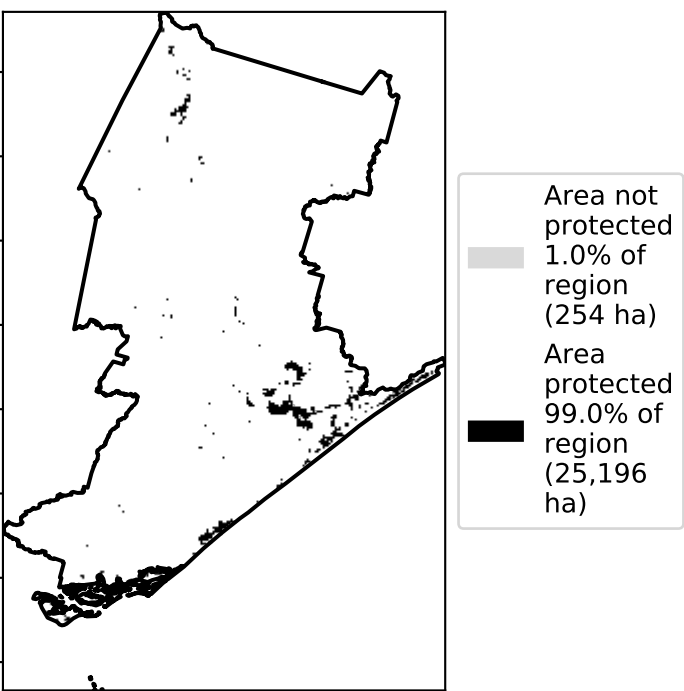 Area not
protected
1.0% of
region
(254 ha)
Area
protected
99.0% of
region
(25,196
ha)